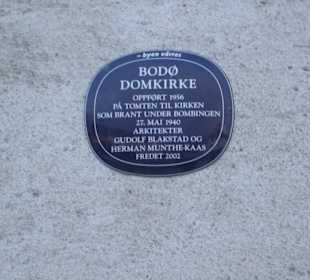 – byen vårres
BODØ
DOMKIRKE
OPPFØRT 1956
PÅ TOMTEN TIL KIRKEN
SOM BRANT UNDER BOMBINGEN
27. MAI 1940
ARKITEKTER
GUDOLF BLAKSTAD OG
HERMAN MUNTHE-KAAS
FREDET 2002